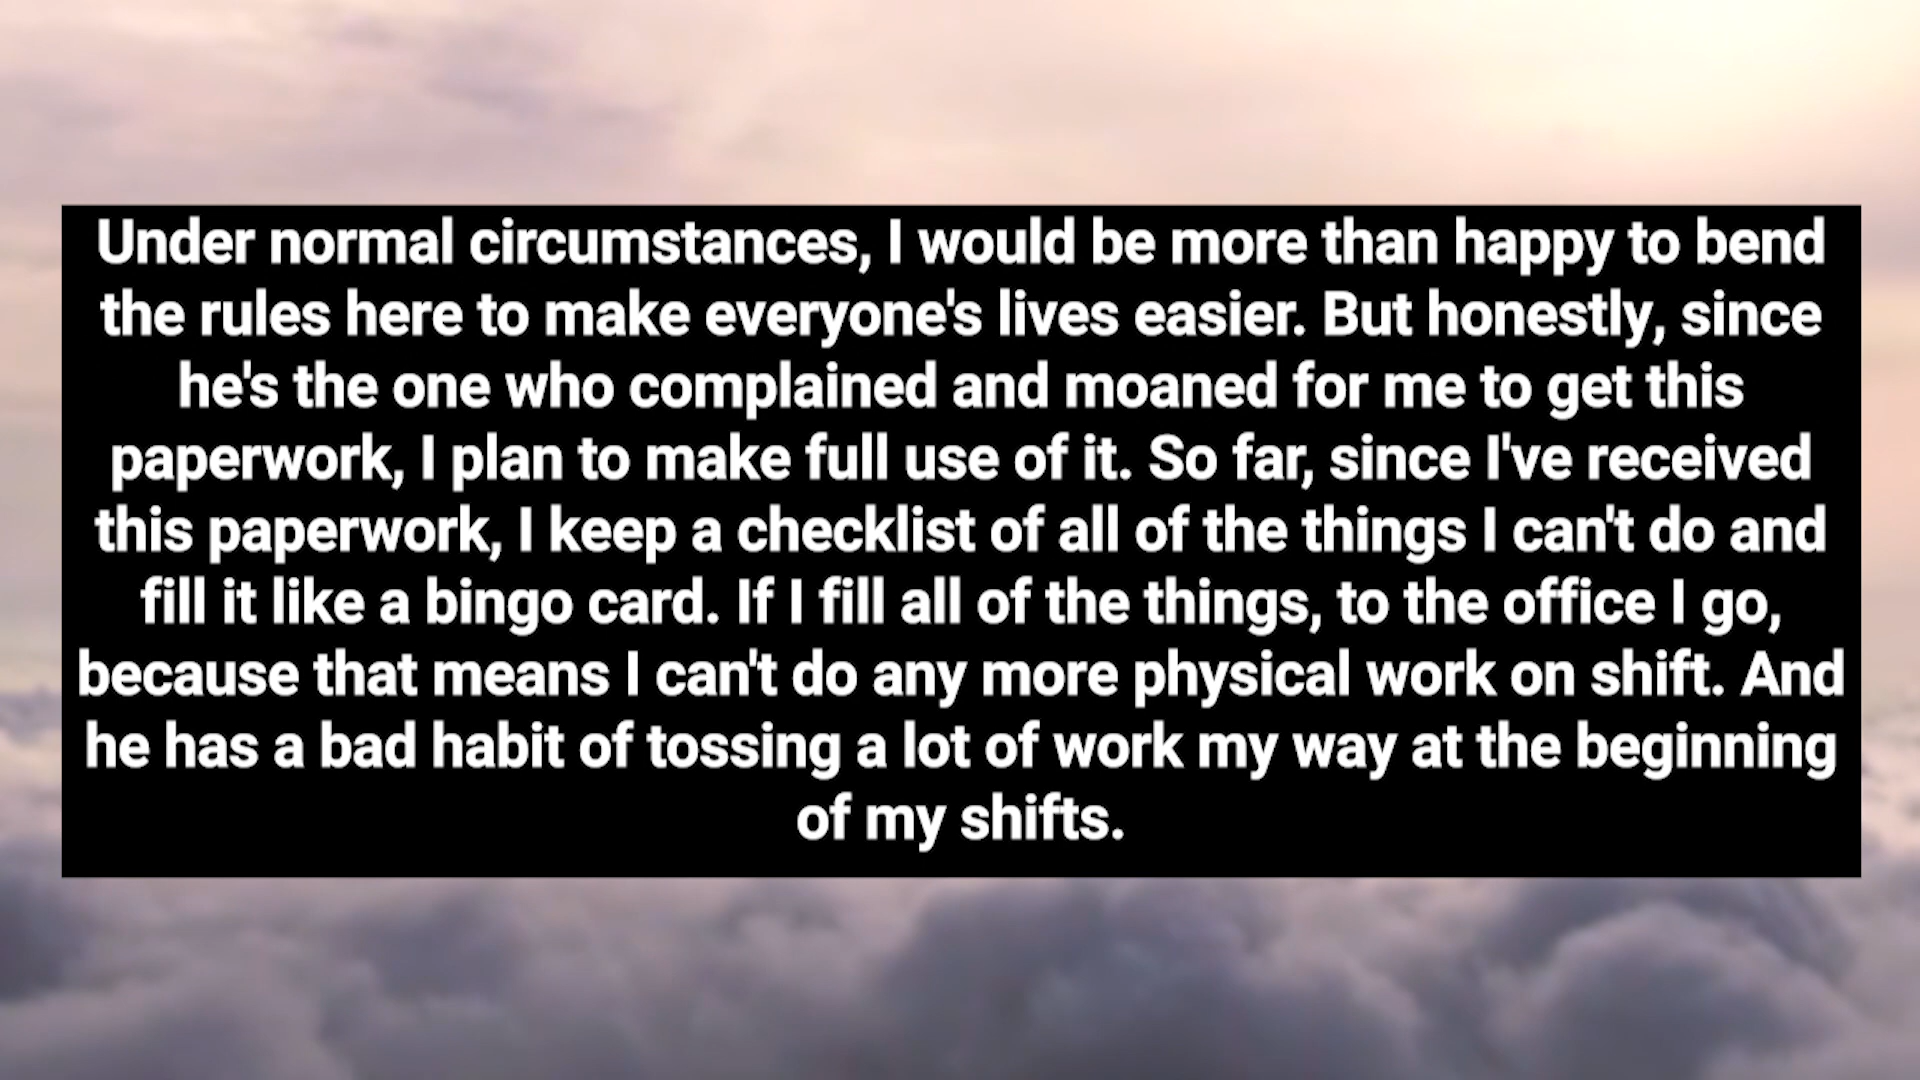 Under normal circumstances, I would be more than happy to bend
the rules here to make everyone's lives easier. But honestly, since
he's the one who complained and moaned for me to get this
paperwork, I plan to make full use of it. So far, since I've received
this paperwork, I keep a checklist of all of the things I can't do and
fill it like a bingo card. If I fill all of the things, to the office I go,
because that means I can't do any more physical work on shift. And
he has a bad habit of tossing a lot of work my way at the beginning
of my shifts.